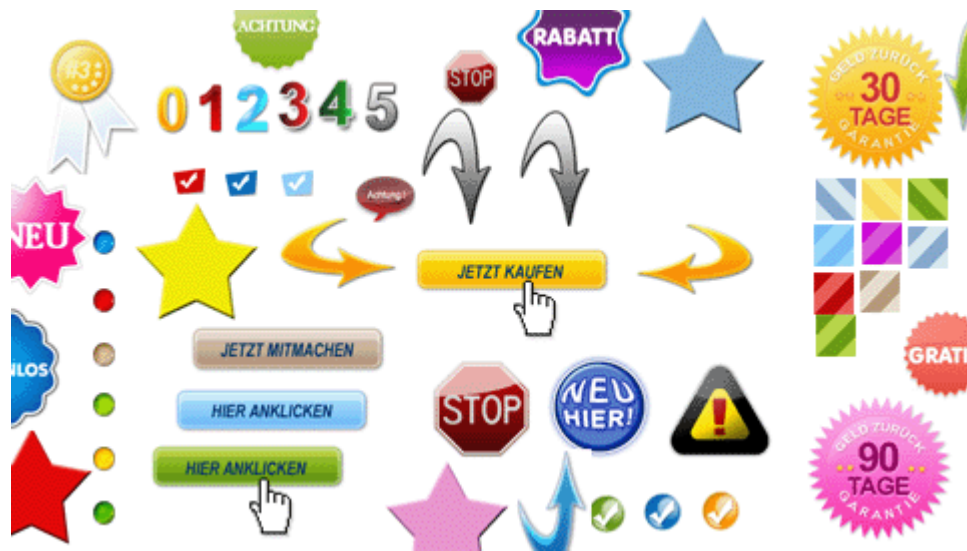 ACHTUNG
RABATT
#3
STOP
0 1 2 3 4 5
GELD ZURÜCK
30
TAGE
GARANTIE
Achtung!
NEU
JETZT KAUFEN
JETZT MITMACHEN
NLOS
GRATI
HIER ANKLICKEN
STOP
NEU
HIER!
!
HIER ANKLICKEN
GELD ZURÜCK
90
TAGE
GARANTIE